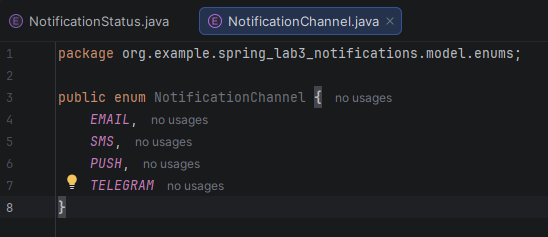 NotificationStatus.java
NotificationChannel.java
1 package org.example.spring_lab3_notifications.model.enums;
2
3 public enum NotificationChannel { no usages
4 EMAIL, no usages
5 SMS, no usages
6 PUSH, no usages
7 TELEGRAM no usages
8 }